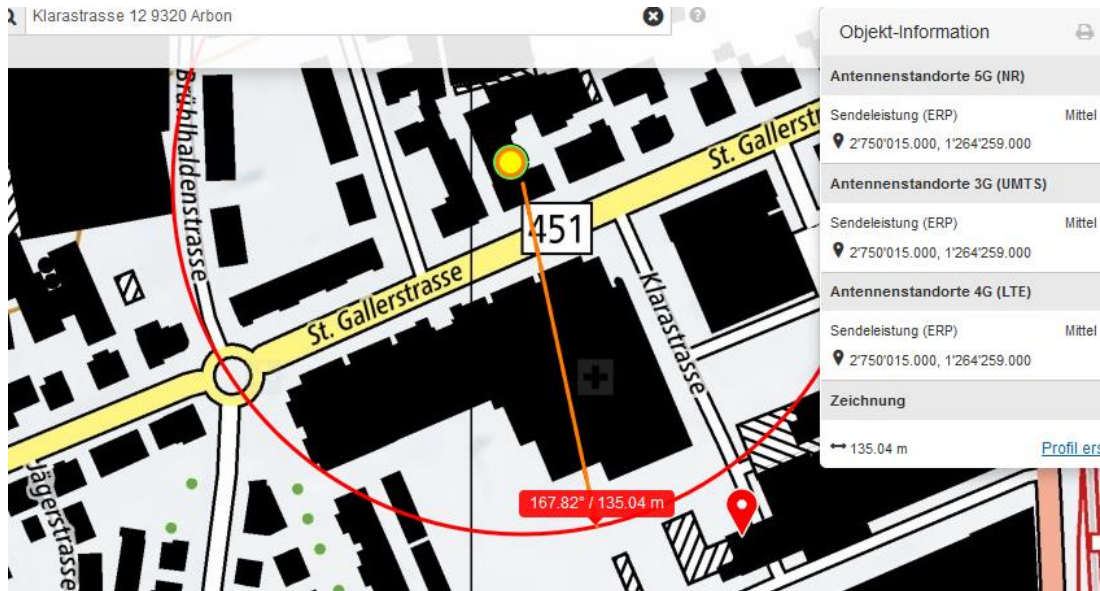 Klarastrasse 12 9320 Arbon
?
Objekt-Information
Antennenstandorte 5G (NR)
Sendeleistung (ERP) Mittel
2'750'015.000, 1'264'259.000
Antennenstandorte 3G (UMTS)
Sendeleistung (ERP) Mittel
2'750'015.000, 1'264'259.000
Antennenstandorte 4G (LTE)
Sendeleistung (ERP) Mittel
2'750'015.000, 1'264'259.000
Zeichnung
135.04 m Profil ers
Brühlhaldenstrasse
St. Gallerstr
451
St. Gallerstrasse
Klarastrasse
Jägerstrasse
167.82° / 135.04 m